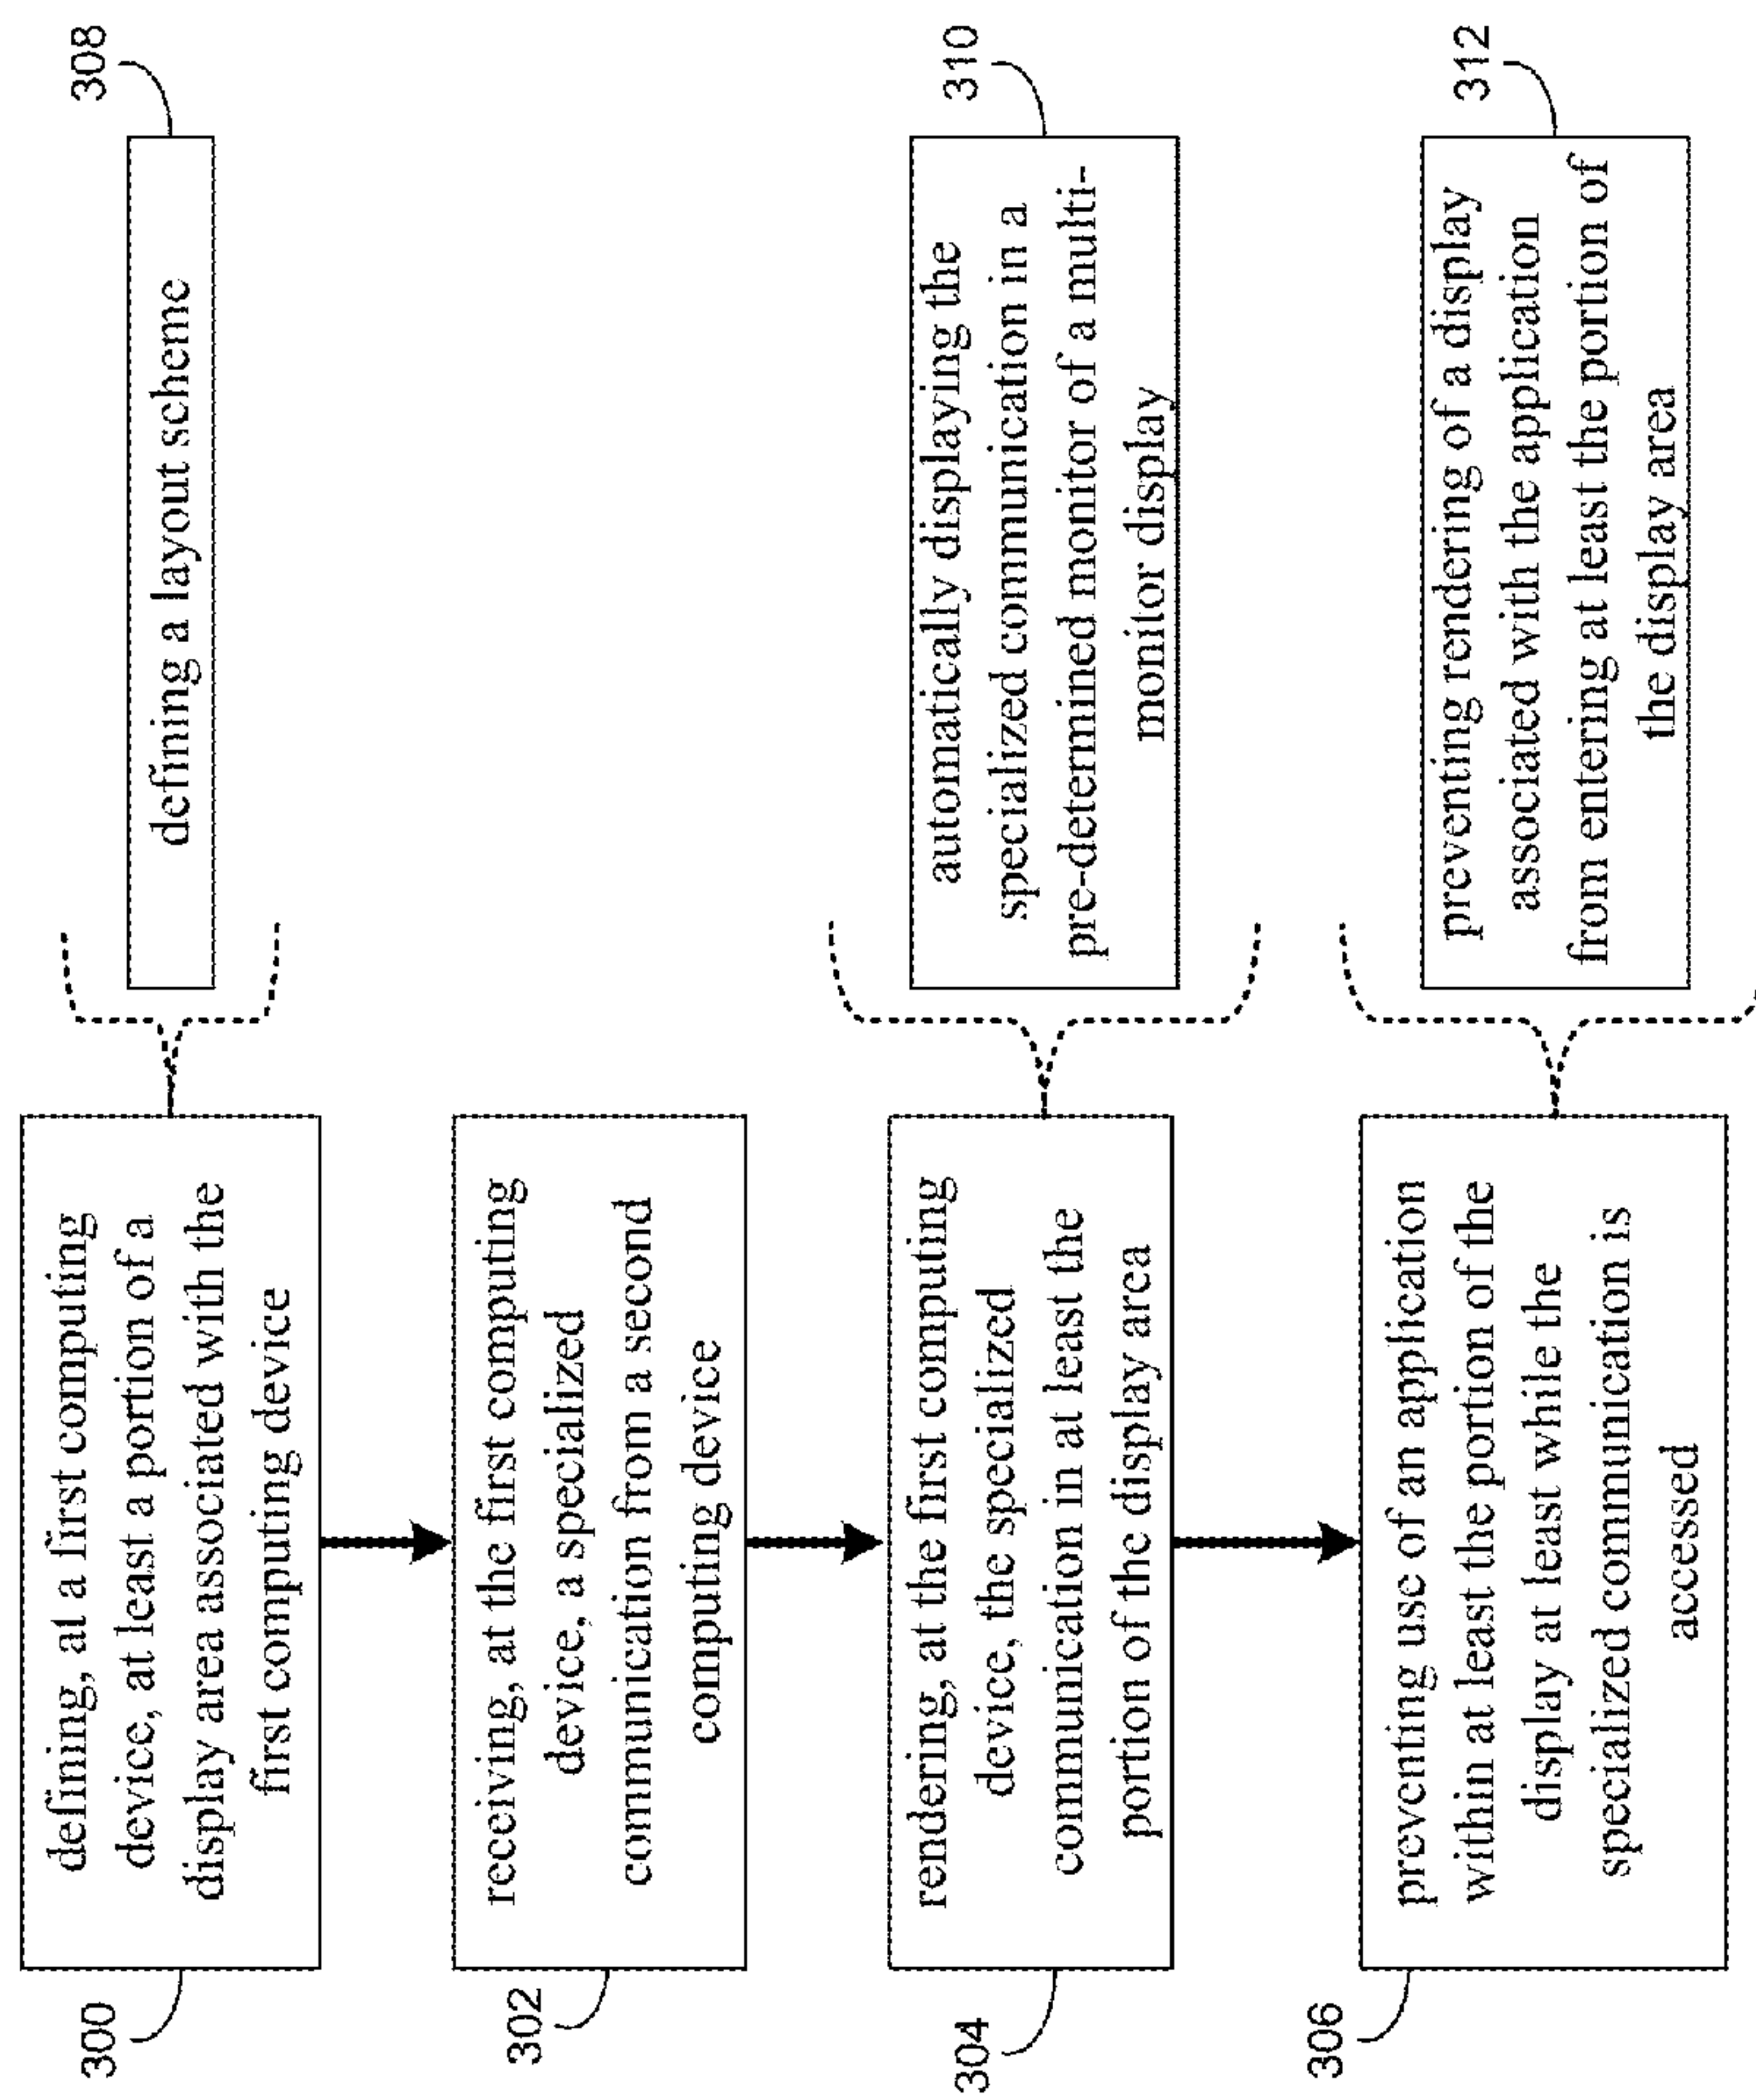 300
defining, at a first computing
device, at least a portion of a
display area associated with the
first computing device
308
defining a layout scheme
302
receiving, at the first computing
device, a specialized
communication from a second
computing device
304
rendering, at the first computing
device, the specialized
communication in at least the
portion of the display area
310
automatically displaying the
specialized communication in a
pre-determined monitor of a multi-
monitor display
306
preventing use of an application
within at least the portion of the
display at least while the
specialized communication is
accessed
312
preventing rendering of a display
associated with the application
from entering at least the portion of
the display area